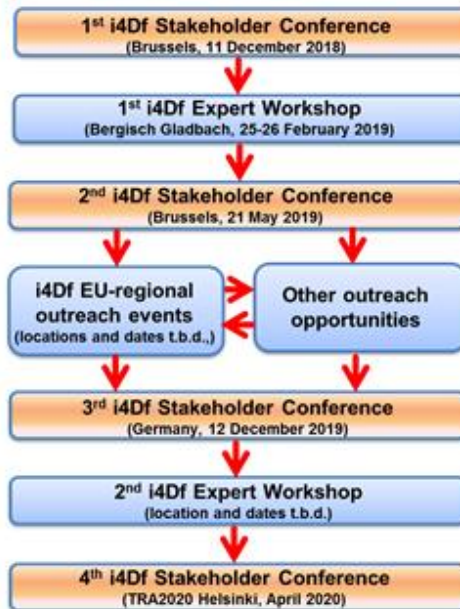 1st i4Df Stakeholder Conference
(Brussels, 11 December 2018)
1st i4Df Expert Workshop
(Bergisch Gladbach, 25-26 February 2019)
2nd i4Df Stakeholder Conference
(Brussels, 21 May 2019)
i4Df EU-regional
outreach events
(locations and dates t.b.d.,)
Other outreach
opportunities
3rd i4Df Stakeholder Conference
(Germany, 12 December 2019)
2nd i4Df Expert Workshop
(location and dates t.b.d.)
4th i4Df Stakeholder Conference
(TRA2020 Helsinki, April 2020)